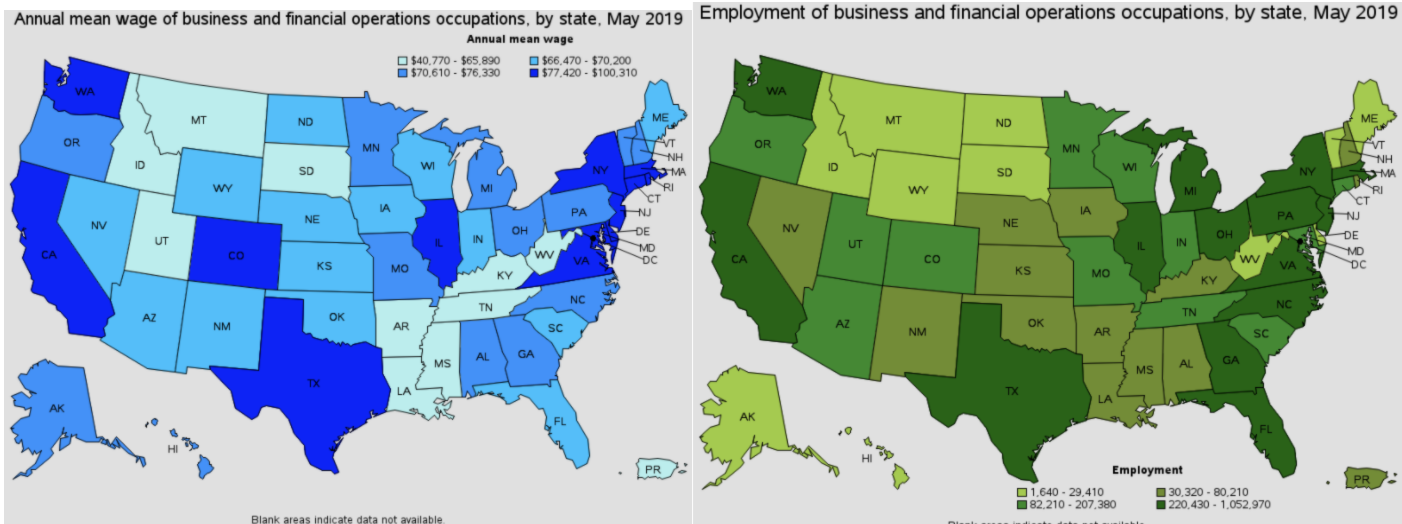 Annual mean wage of business and financial operations occupations, by state, May 2019
Annual mean wage
$40,770 - $65,890 $66,470 - $70,200
$70,610 - $76,330 $77,420 - $100,310
WA
MT
ND
ME
OR
MN
VT
ID
SD
WI
NH
NY
MA
WY
MI
RI
CT
IA
PA
NJ
NE
NV
OH
DE
UT
IL
IN
MD
CA
CO
WV
VA
DC
KS
MO
KY
NC
TN
OK
AZ
NM
AR
SC
MS
AL
GA
TX
LA
AK
FL
HI
PR
Blank areas indicate data not available.
Employment of business and financial operations occupations, by state, May 2019
WA
MT
ND
ME
OR
MN
VT
ID
SD
WI
NH
NY
MA
WY
MI
RI
CT
IA
PA
NJ
NE
NV
OH
DE
UT
IL
IN
MD
CA
CO
WV
VA
DC
KS
MO
KY
NC
TN
OK
AZ
NM
AR
SC
MS
AL
GA
TX
LA
AK
FL
HI
PR
Employment
1,640 - 29,410 30,320 - 80,210
82,210 - 207,380 220,430 - 1,052,970
Blank areas indicate data not available